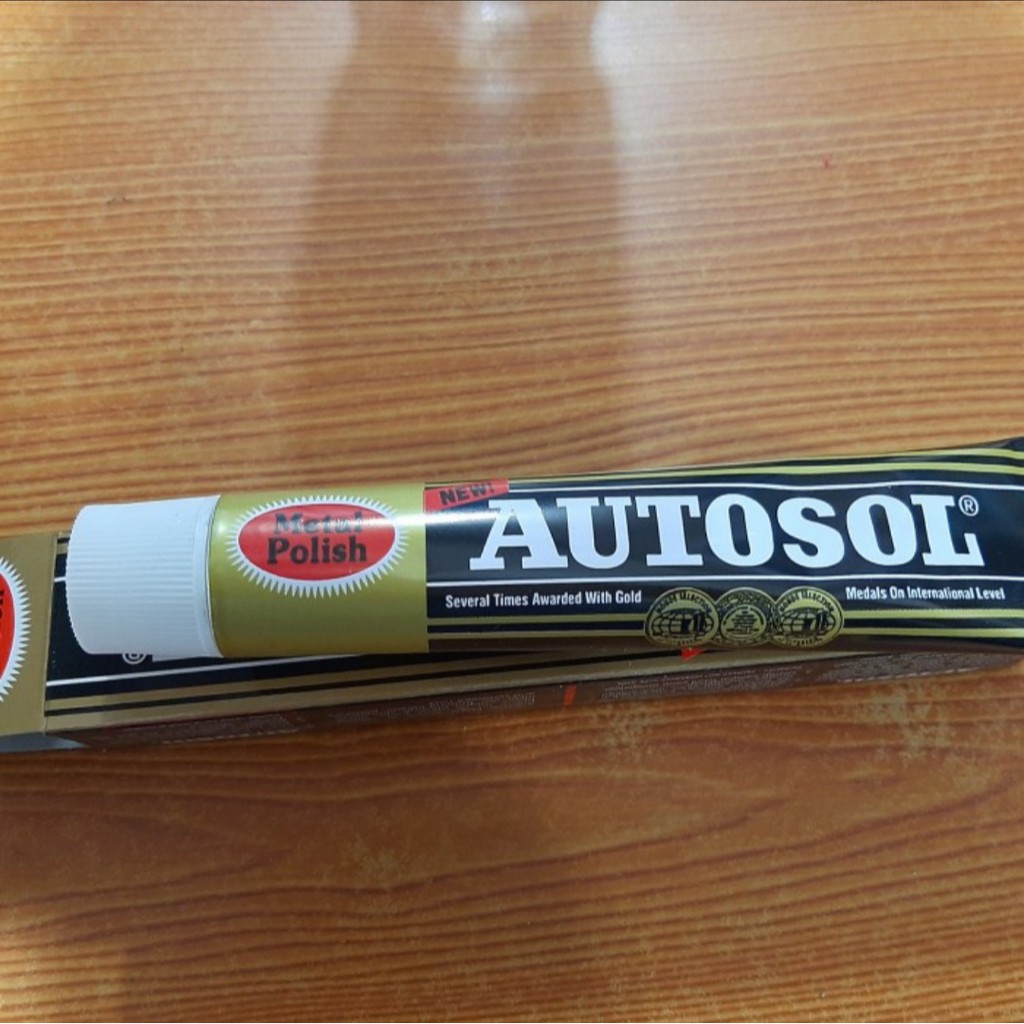 NEW!
Metal
Polish
AUTOSOL®
Several Times Awarded With Gold
Medals On International Level